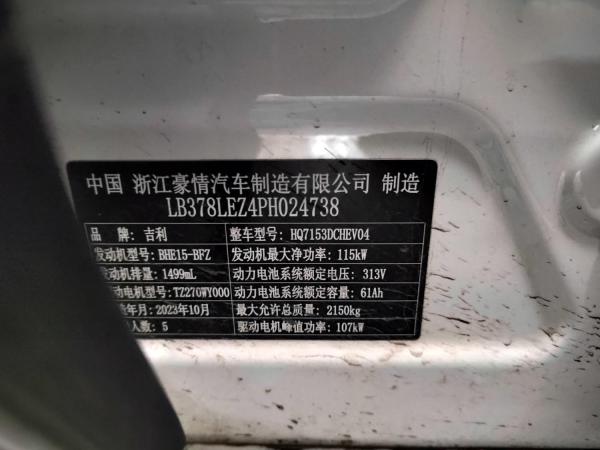 中国 浙江豪情汽车制造有限公司 制造
LB378LEZ4PH024738
品 牌：吉利 整车型号：HQ7153DCHEV04
发动机型号：BHE15-BFZ 发动机最大净功率：115kW
动机排量：1499mL 动力电池系统额定电压：313V
动电机型号：TZ270WY000 动力电池系统额定容量：61Ah
年月：2023年10月 最大允许总质量：2150kg
人数：5 驱动电机峰值功率：107kW